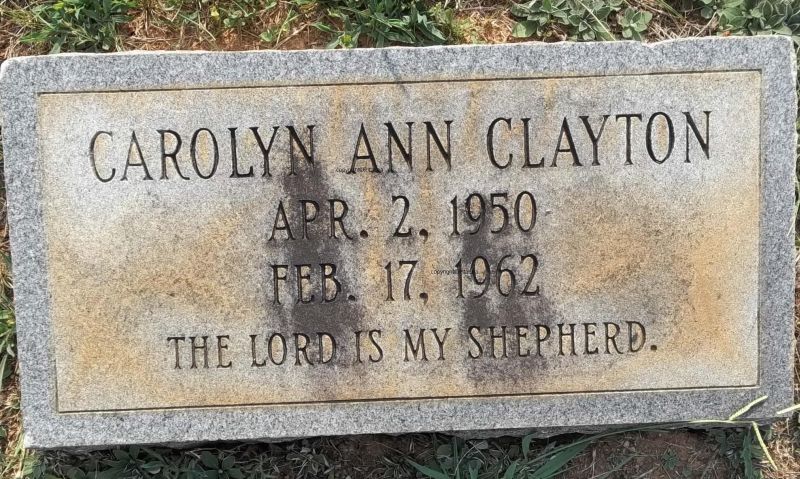 CAROLYN ANN CLAYTON
APR. 2, 1950
FEB. 17, 1962
THE LORD IS MY SHEPHERD.